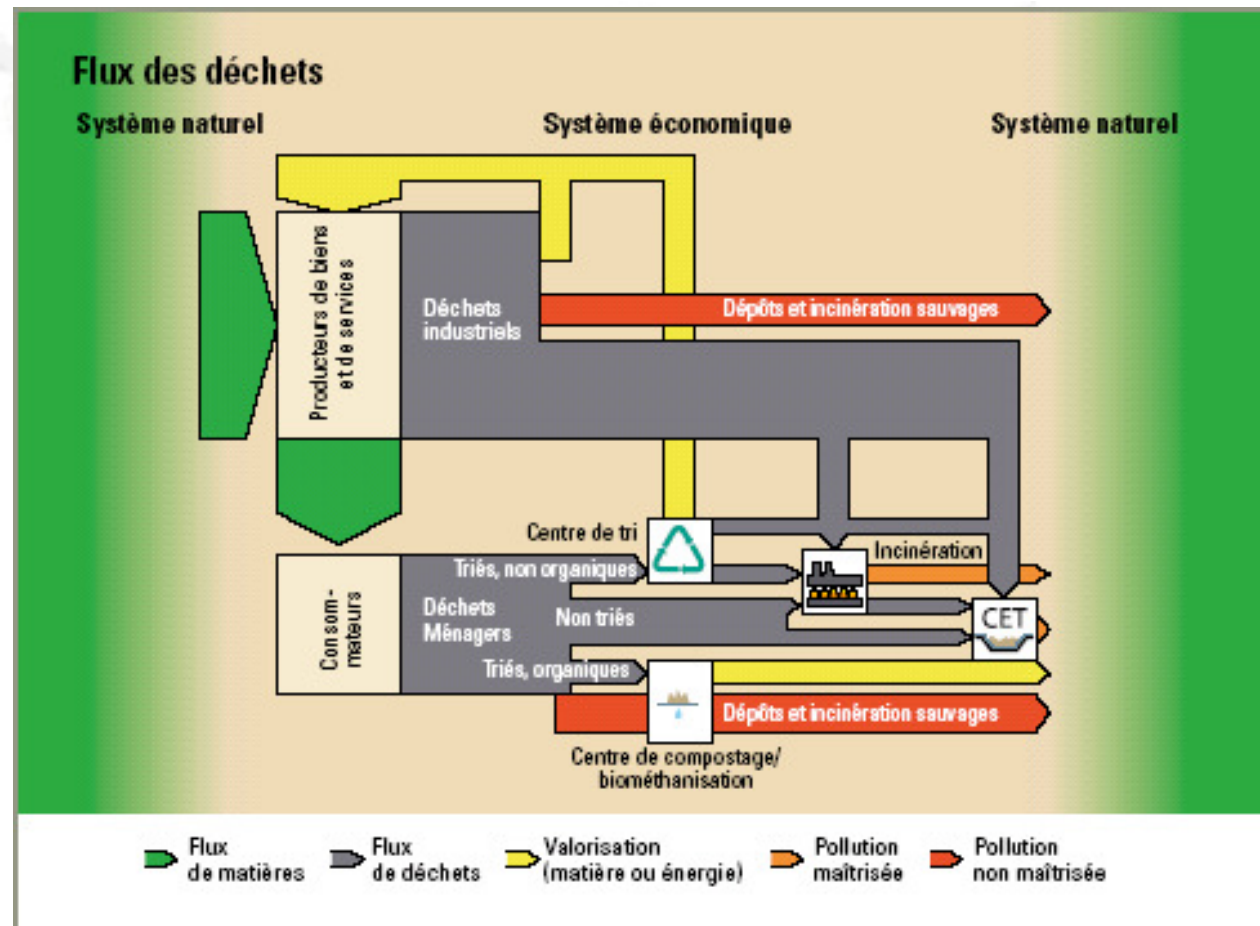 Flux des déchets
Système naturel
Système économique
Système naturel
Producteurs de biens
et de services
Déchets
industriels
Dépôts et incinération sauvages
Centre de tri
Incinération
Triés, non organiques
Consom-
mateurs
Déchets
Ménagers
Non triés
CET
Triés, organiques
Dépôts et incinération sauvages
Centre de compostage/
biométhanisation
Flux
de matières
Flux
de déchets
Valorisation
(matière ou énergie)
Pollution
maîtrisée
Pollution
non maîtrisée